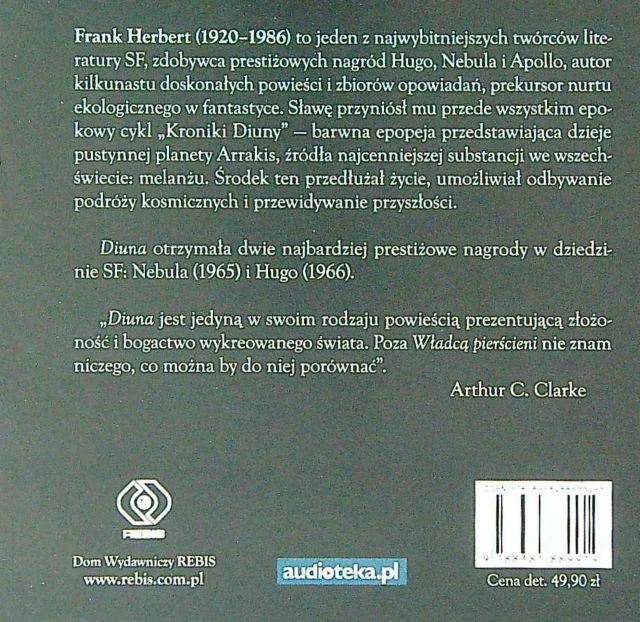 Frank Herbert (1920–1986) to jeden z najwybitniejszych twórców lite-
ratury SF, zdobywca prestiżowych nagród Hugo, Nebula i Apollo, autor
kilkunastu doskonałych powieści i zbiorów opowiadań, prekursor nurtu
ekologicznego w fantastyce. Sławę przyniósł mu przede wszystkim epo-
kowy cykl „Kroniki Diuny” — barwna epopeja przedstawiająca dzieje
pustynnej planety Arrakis, źródła najcenniejszej substancji we wszech-
świecie: melanżu. Środek ten przedłużał życie, umożliwiał odbywanie
podróży kosmicznych i przewidywanie przyszłości.
Diuna otrzymała dwie najbardziej prestiżowe nagrody w dziedzi-
nie SF: Nebula (1965) i Hugo (1966).
„Diuna jest jedyną w swoim rodzaju powieścią prezentującą złożo-
ność i bogactwo wykreowanego świata. Poza Władcą pierścieni nie znam
niczego, co można by do niej porównać”.
Arthur C. Clarke
REBIS
Dom Wydawniczy REBIS
www.rebis.com.pl
audioteka.pl
Cena det. 49,90 zł